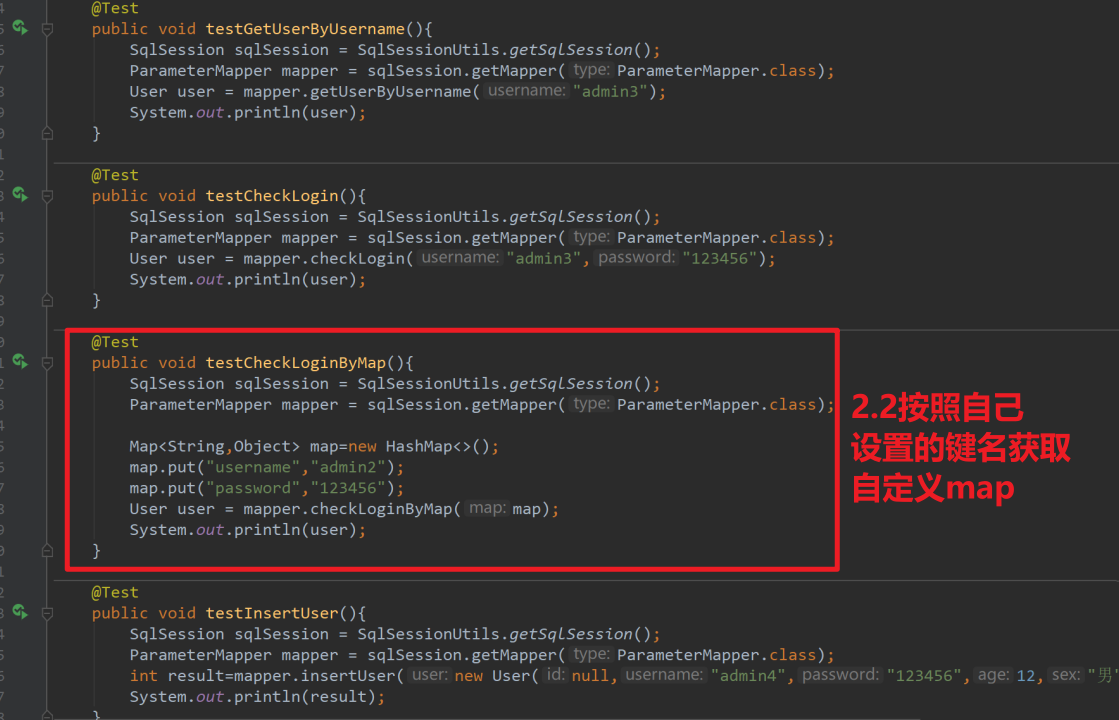 @Test
public void testGetUserByUsername(){
SqlSession sqlSession = SqlSessionUtils.getSqlSession();
ParameterMapper mapper = sqlSession.getMapper( type: ParameterMapper.class);
User user = mapper.getUserByUsername( username: "admin3");
System.out.println(user);
}
@Test
public void testCheckLogin(){
SqlSession sqlSession = SqlSessionUtils.getSqlSession();
ParameterMapper mapper = sqlSession.getMapper( type: ParameterMapper.class);
User user = mapper.checkLogin( username: "admin3", password: "123456");
System.out.println(user);
}
@Test
public void testCheckLoginByMap(){
SqlSession sqlSession = SqlSessionUtils.getSqlSession();
ParameterMapper mapper = sqlSession.getMapper( type: ParameterMapper.class);
Map<String,Object> map=new HashMap<>();
map.put("username","admin2");
map.put("password","123456");
User user = mapper.checkLoginByMap( map: map);
System.out.println(user);
}
2.2按照自己
设置的键名获取
自定义map
@Test
public void testInsertUser(){
SqlSession sqlSession = SqlSessionUtils.getSqlSession();
ParameterMapper mapper = sqlSession.getMapper( type: ParameterMapper.class);
int result=mapper.insertUser( user: new User( id: null, username: "admin4", password: "123456", age: 12, sex: "男"
System.out.println(result);
}